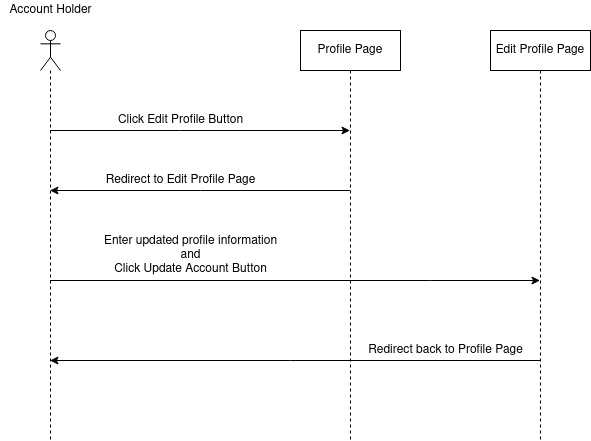 Account Holder
Profile Page
Edit Profile Page
Click Edit Profile Button
Redirect to Edit Profile Page
Enter updated profile information
and
Click Update Account Button
Redirect back to Profile Page